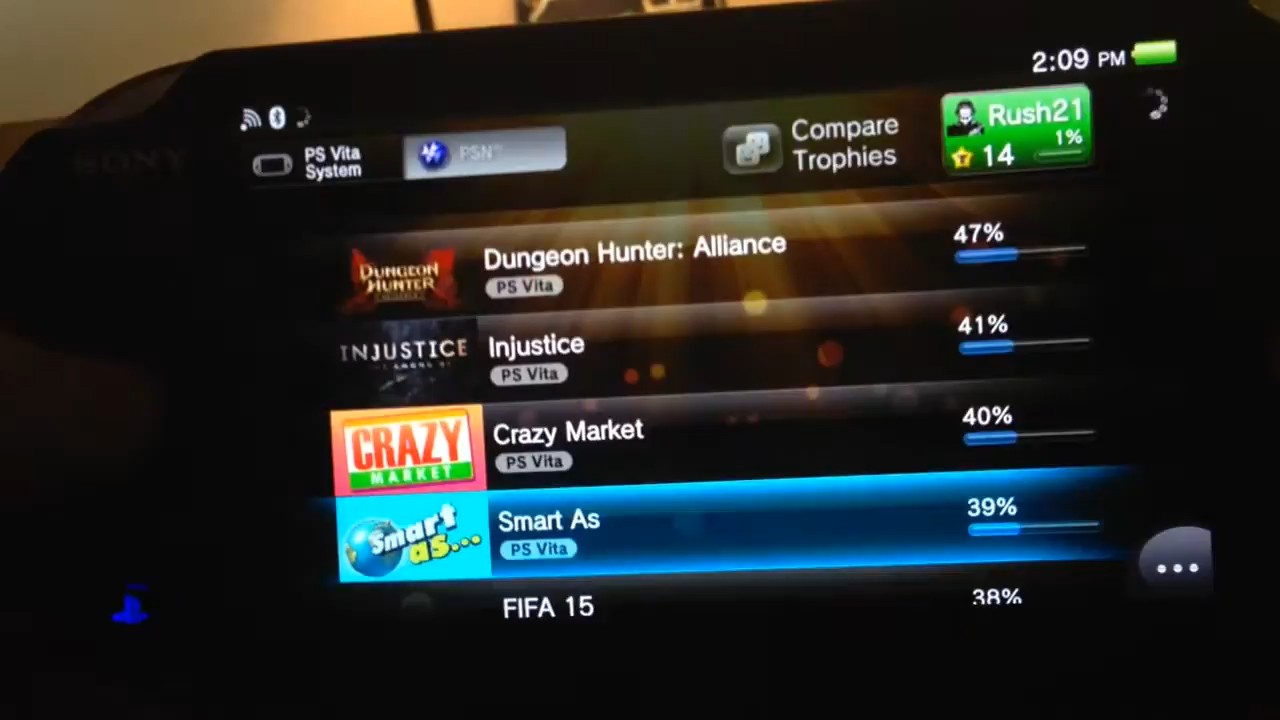 SONY
2:09 PM
PS Vita
System
PSN™
Compare
Trophies
Rush21
1%
14
DUNGEON
HUNTER
Dungeon Hunter: Alliance
PS Vita
47%
INJUSTICE
Injustice
PS Vita
41%
CRAZY
MARKET
Crazy Market
PS Vita
40%
Smart
as...
Smart As
PS Vita
39%
FIFA 15
38%